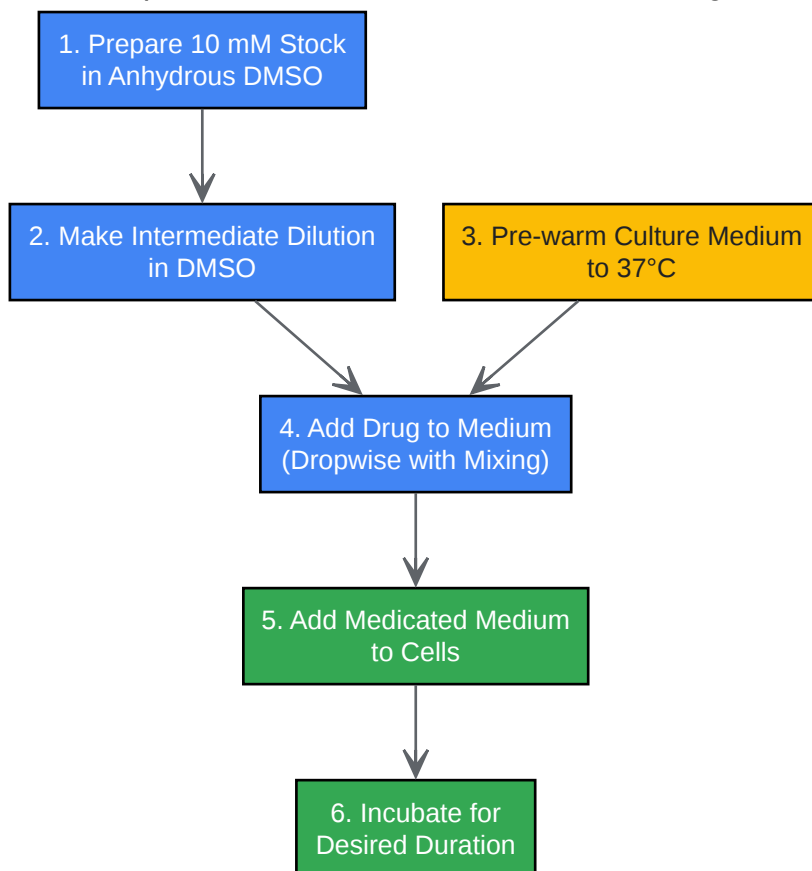 1. Prepare 10 mM Stock
in Anhydrous DMSO
2. Make Intermediate Dilution
in DMSO
3. Pre-warm Culture Medium
to 37°C
4. Add Drug to Medium
(Dropwise with Mixing)
5. Add Medicated Medium
to Cells
6. Incubate for
Desired Duration